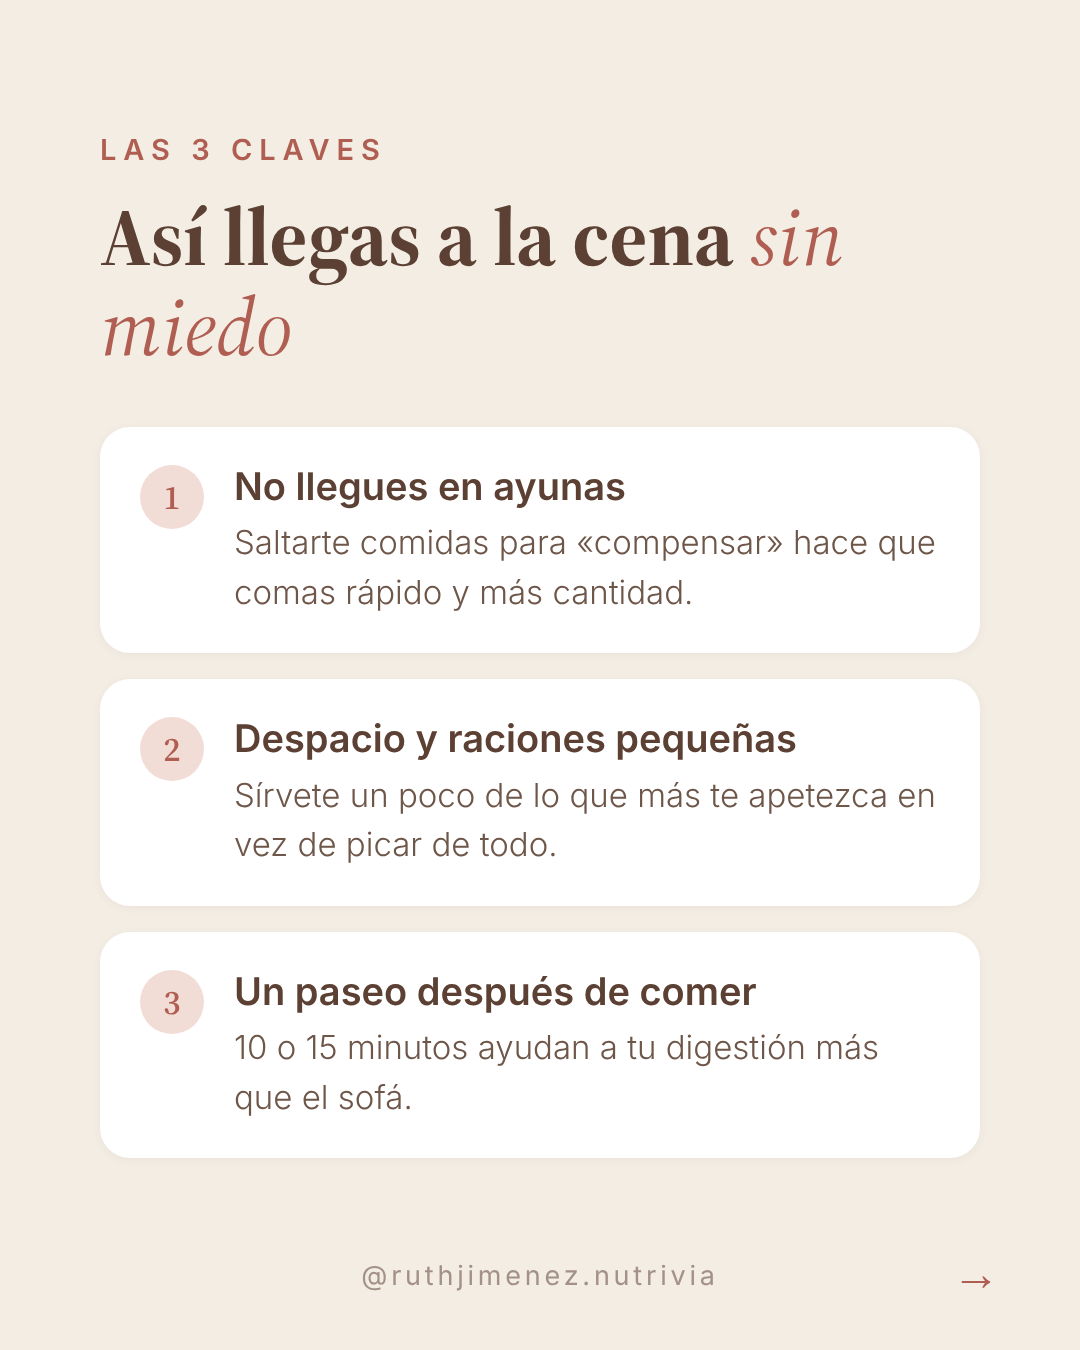 LAS 3 CLAVES
Así llegas a la cena sin
miedo
1
No llegues en ayunas
Saltarte comidas para «compensar» hace que
comas rápido y más cantidad.
2
Despacio y raciones pequeñas
Sírvete un poco de lo que más te apetezca en
vez de picar de todo.
3
Un paseo después de comer
10 o 15 minutos ayudan a tu digestión más
que el sofá.
@ruthjimenez.nutrivia
→